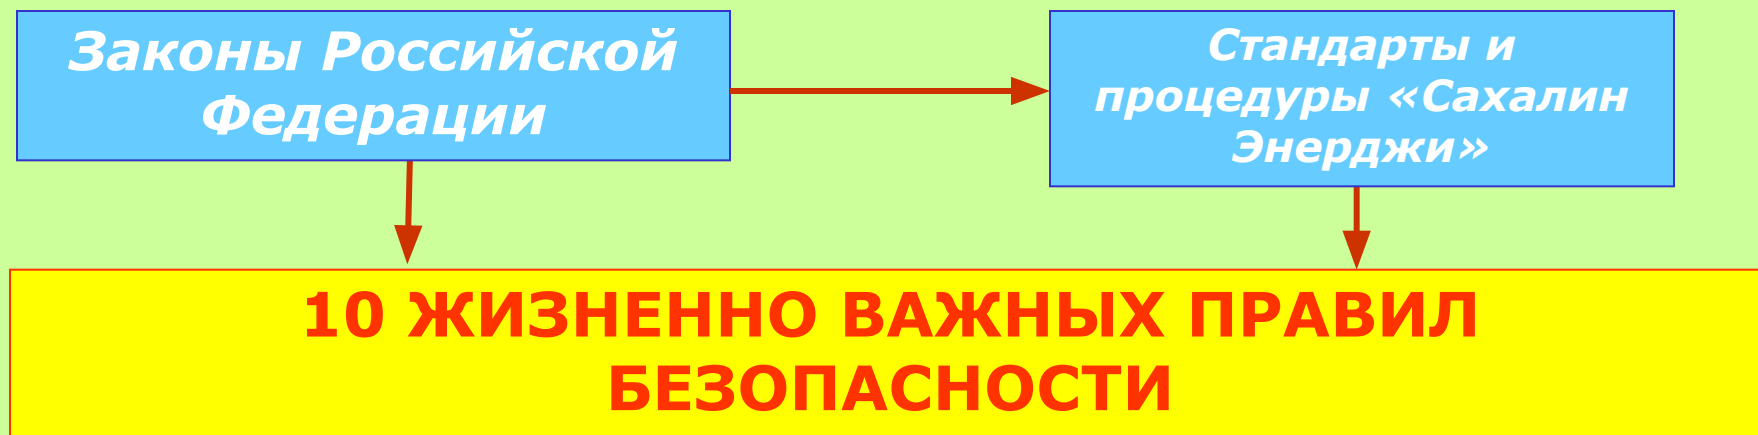 Законы Российской
Федерации
Стандарты и
процедуры «Сахалин
Энерджи»
10 ЖИЗНЕННО ВАЖНЫХ ПРАВИЛ
БЕЗОПАСНОСТИ